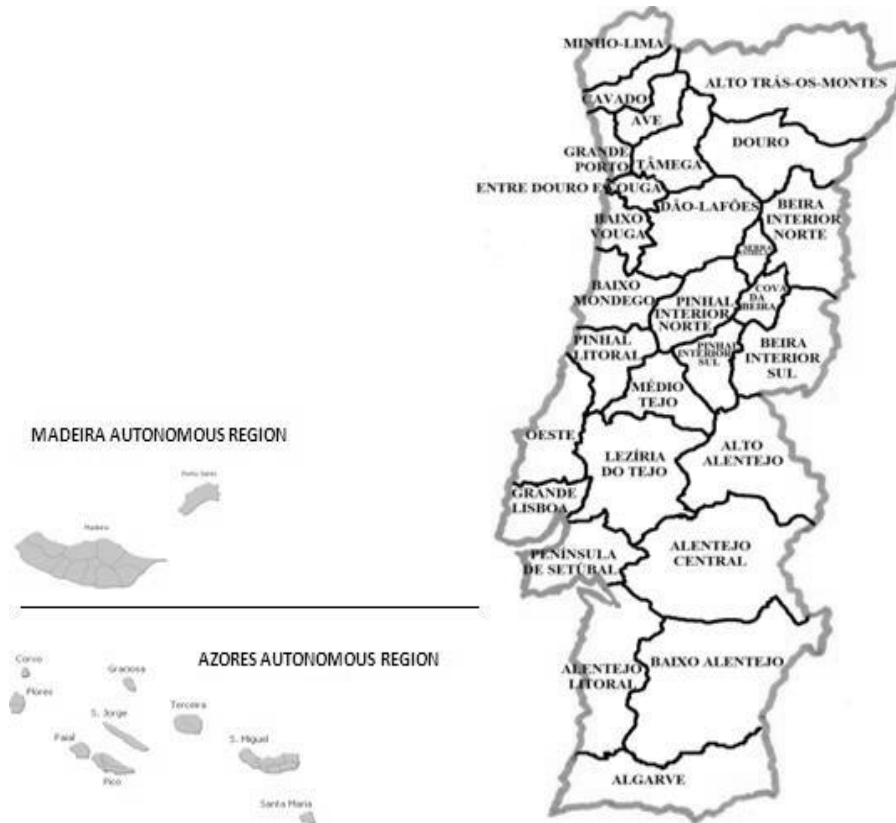 MINHO-LIMA
ALTO TRÁS-OS-MONTES
CAVADO
AVE
DOURO
GRANDE
PORTO
TÂMEGA
ENTRE DOURO E VOUGA
DÃO-LAFÕES
BEIRA
INTERIOR
NORTE
BAIXO
VOUGA
SERRA
COVA
DA
BEIRA
BAIXO
MONDEGO
PINHAL
INTERIOR
NORTE
PINHAL
LITORAL
PINHAL
INTERIOR
SUL
BEIRA
INTERIOR
SUL
MÉDIO
TEJO
OESTE
LEZÍRIA
DO TEJO
ALTO
ALENTEJO
GRANDE
LISBOA
PENÍNSULA
DE SETÚBAL
ALENTEJO
CENTRAL
ALENTEJO
LITORAL
BAIXO ALENTEJO
ALGARVE
MADEIRA AUTONOMOUS REGION
Porto Santo
Madeira
AZORES AUTONOMOUS REGION
Corvo
Flores
Graciosa
Terceira
S. Jorge
Faial
Pico
S. Miguel
Santa Maria